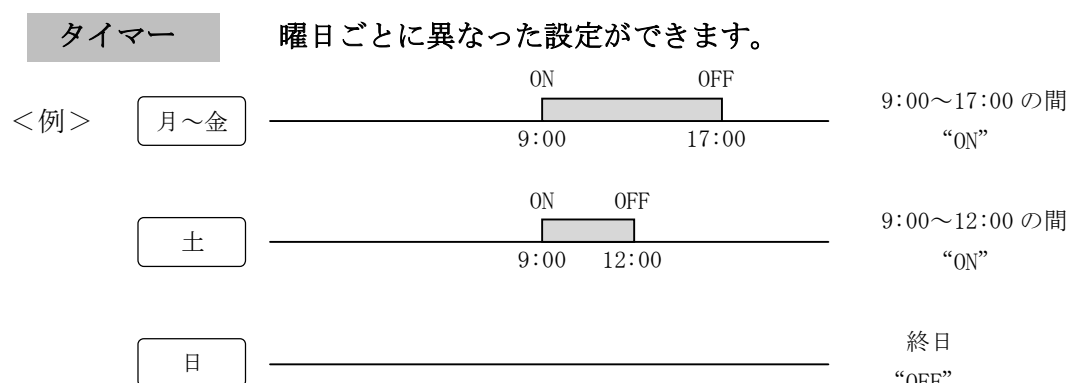 タイマー 曜日ごとに異なった設定ができます。
ON OFF
<例> 月～金 9:00～17:00 の間
9:00 17:00 “ON”
ON OFF
土 9:00～12:00 の間
9:00 12:00 “ON”
日 終日
“OFF”